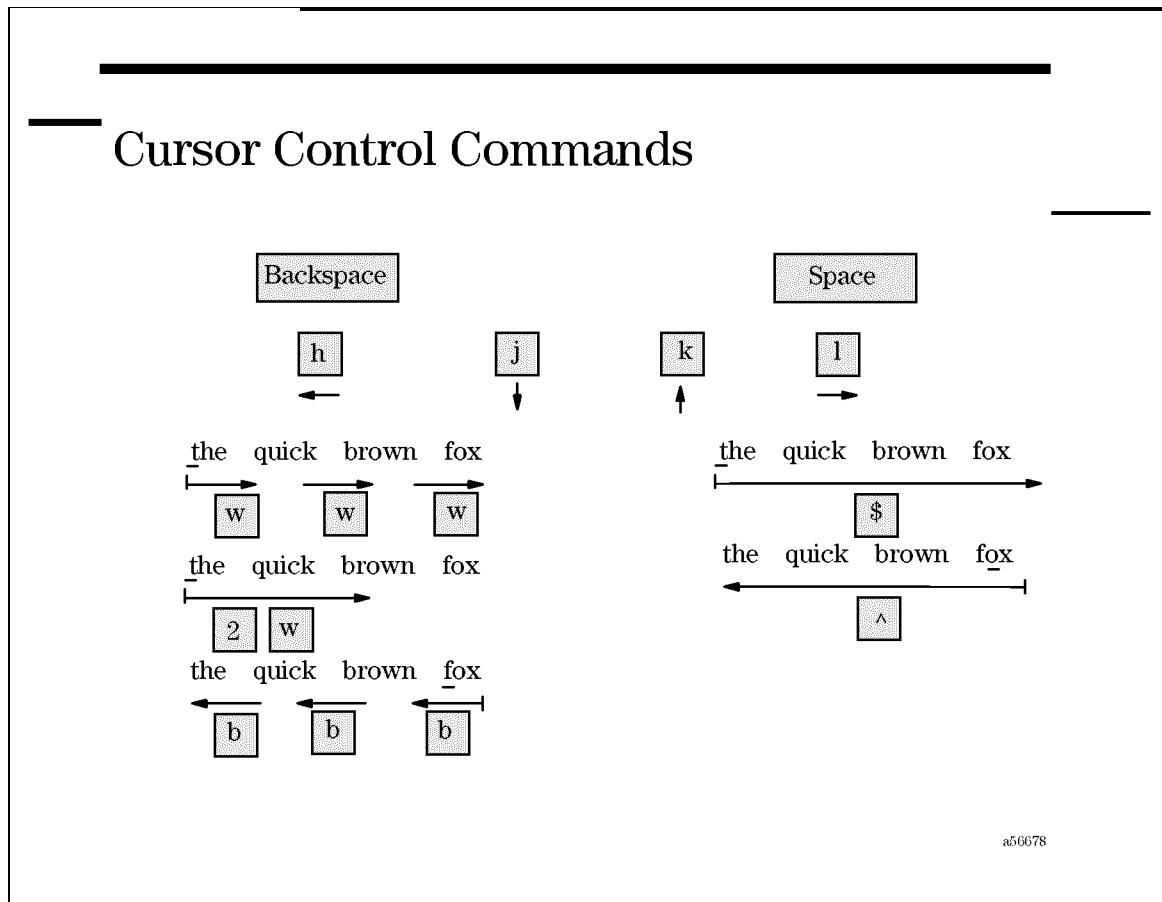 Cursor Control Commands
Backspace Space
h j k l
the quick brown fox the quick brown fox
w w w $
the quick brown fox the quick brown fox
2 w ^
the quick brown fox
b b b
a56678